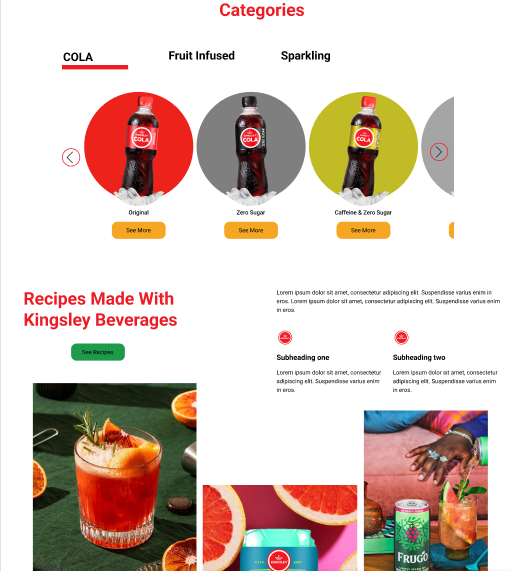 Categories
COLA
Fruit Infused
Sparkling
COLA
COLA
COLA
Original
Zero Sugar
Caffeine & Zero Sugar
See More
See More
See More
Recipes Made With
Kingsley Beverages
See Recipes
Lorem ipsum dolor sit amet, consectetur adipiscing elit. Suspendisse varius enim in
eros. Lorem ipsum dolor sit amet, consectetur adipiscing elit. Suspendisse varius enim
in eros.
Subheading one
Lorem ipsum dolor sit amet, consectetur
adipiscing elit. Suspendisse varius enim
in eros.
Subheading two
Lorem ipsum dolor sit amet, consectetur
adipiscing elit. Suspendisse varius enim
in eros.
KINGSLEY
FRUGO